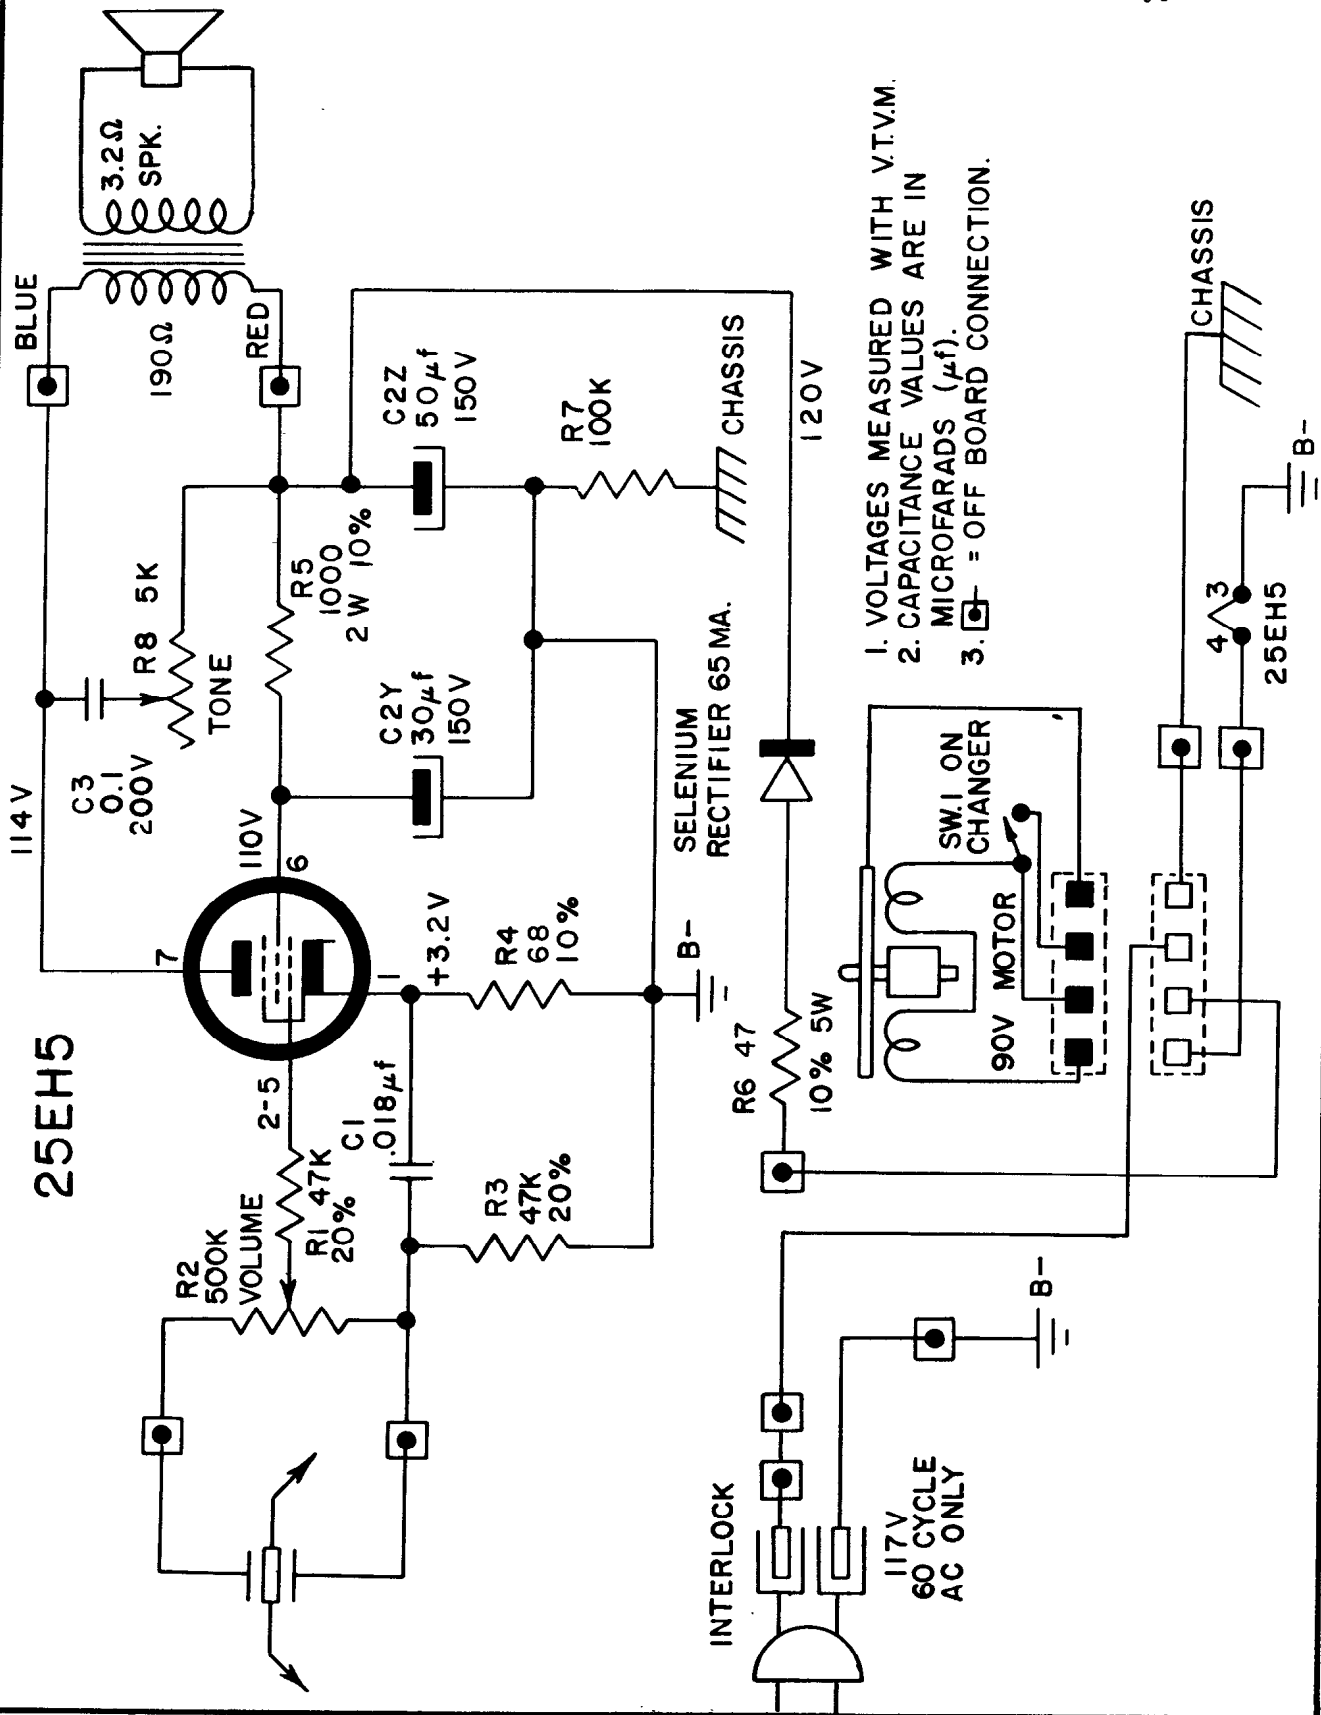 25EH5
BLUE
190Ω
RED
3.2Ω
SPK.
114V
C3
0.1
200V
R8 5K
TONE
7
110V
6
R5
1000
2W 10%
C2Z
50μf
150V
C2Y
30μf
150V
R7
100K
CHASSIS
2-5
1
+3.2V
R4
68
10%
B-
R2
500K
VOLUME
R1 47K
20%
C1
.018μf
R3
47K
20%
SELENIUM
RECTIFIER 65MA.
120V
R6 47
10% 5W
INTERLOCK
117V
60 CYCLE
AC ONLY
B-
90V MOTOR
SW.1 ON
CHANGER
1. VOLTAGES MEASURED WITH V.T.V.M.
2. CAPACITANCE VALUES ARE IN
MICROFARADS (μf).
3. = OFF BOARD CONNECTION.
CHASSIS
4 3
25EH5
B-